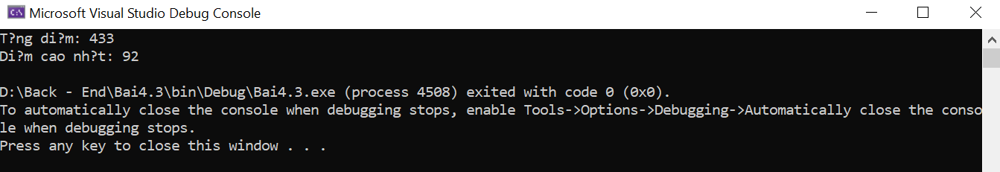 Microsoft Visual Studio Debug Console
T?ng di?m: 433
Di?m cao nh?t: 92
D:\Back - End\Bai4.3\bin\Debug\Bai4.3.exe (process 4508) exited with code 0 (0x0).
To automatically close the console when debugging stops, enable Tools->Options->Debugging->Automatically close the conso
le when debugging stops.
Press any key to close this window . . .